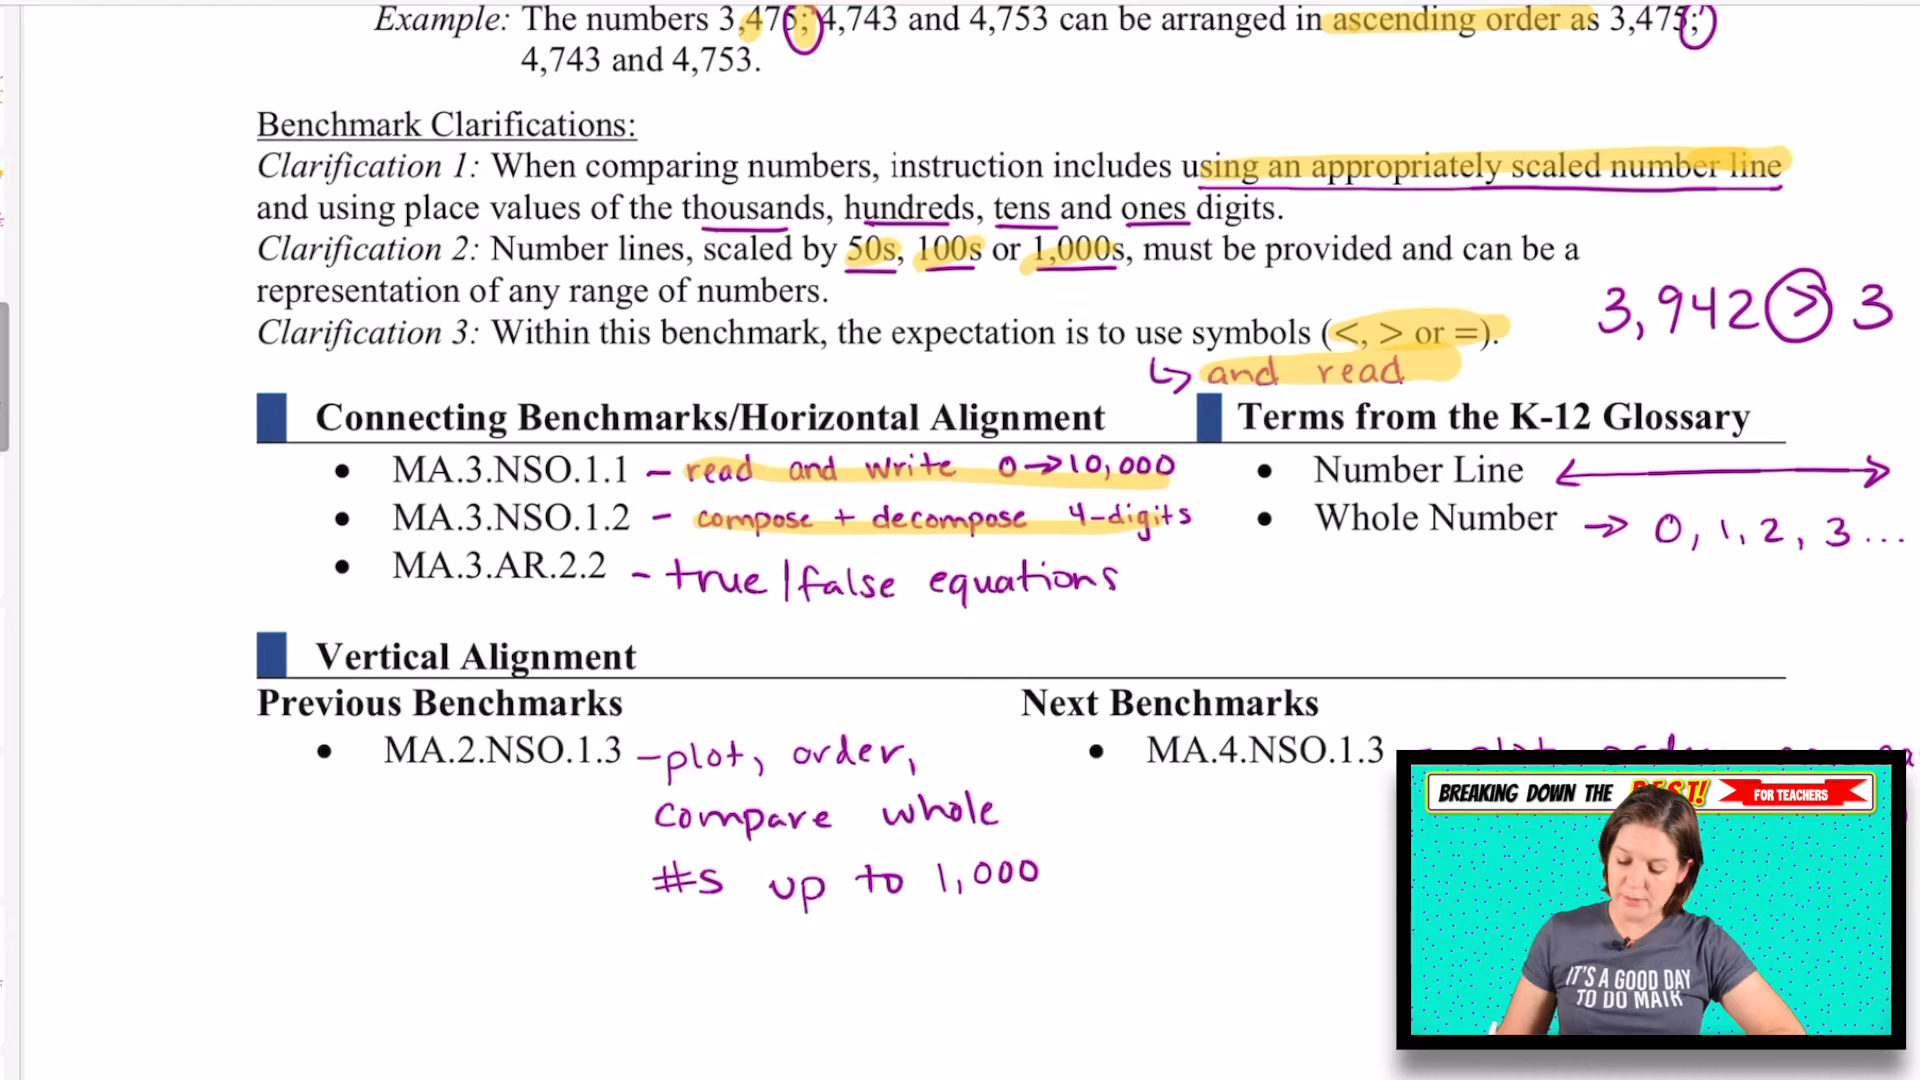 Example: The numbers 3,475; 4,743 and 4,753 can be arranged in ascending order as 3,475;
4,743 and 4,753.
Benchmark Clarifications:
Clarification 1: When comparing numbers, instruction includes using an appropriately scaled number line
and using place values of the thousands, hundreds, tens and ones digits.
Clarification 2: Number lines, scaled by 50s, 100s or 1,000s, must be provided and can be a
representation of any range of numbers.
3,942 > 3
Clarification 3: Within this benchmark, the expectation is to use symbols (<, > or =).
↳ and read
Connecting Benchmarks/Horizontal Alignment
• MA.3.NSO.1.1 – read and write 0→10,000
• MA.3.NSO.1.2 - compose + decompose 4-digits
• MA.3.AR.2.2 - true/false equations
Terms from the K-12 Glossary
• Number Line
• Whole Number → 0, 1, 2, 3...
Vertical Alignment
Previous Benchmarks
• MA.2.NSO.1.3 – plot, order,
compare whole
#s up to 1,000
Next Benchmarks
• MA.4.NSO.1.3
BREAKING DOWN THE
FOR TEACHERS
IT'S A GOOD DAY
TO DO MATH